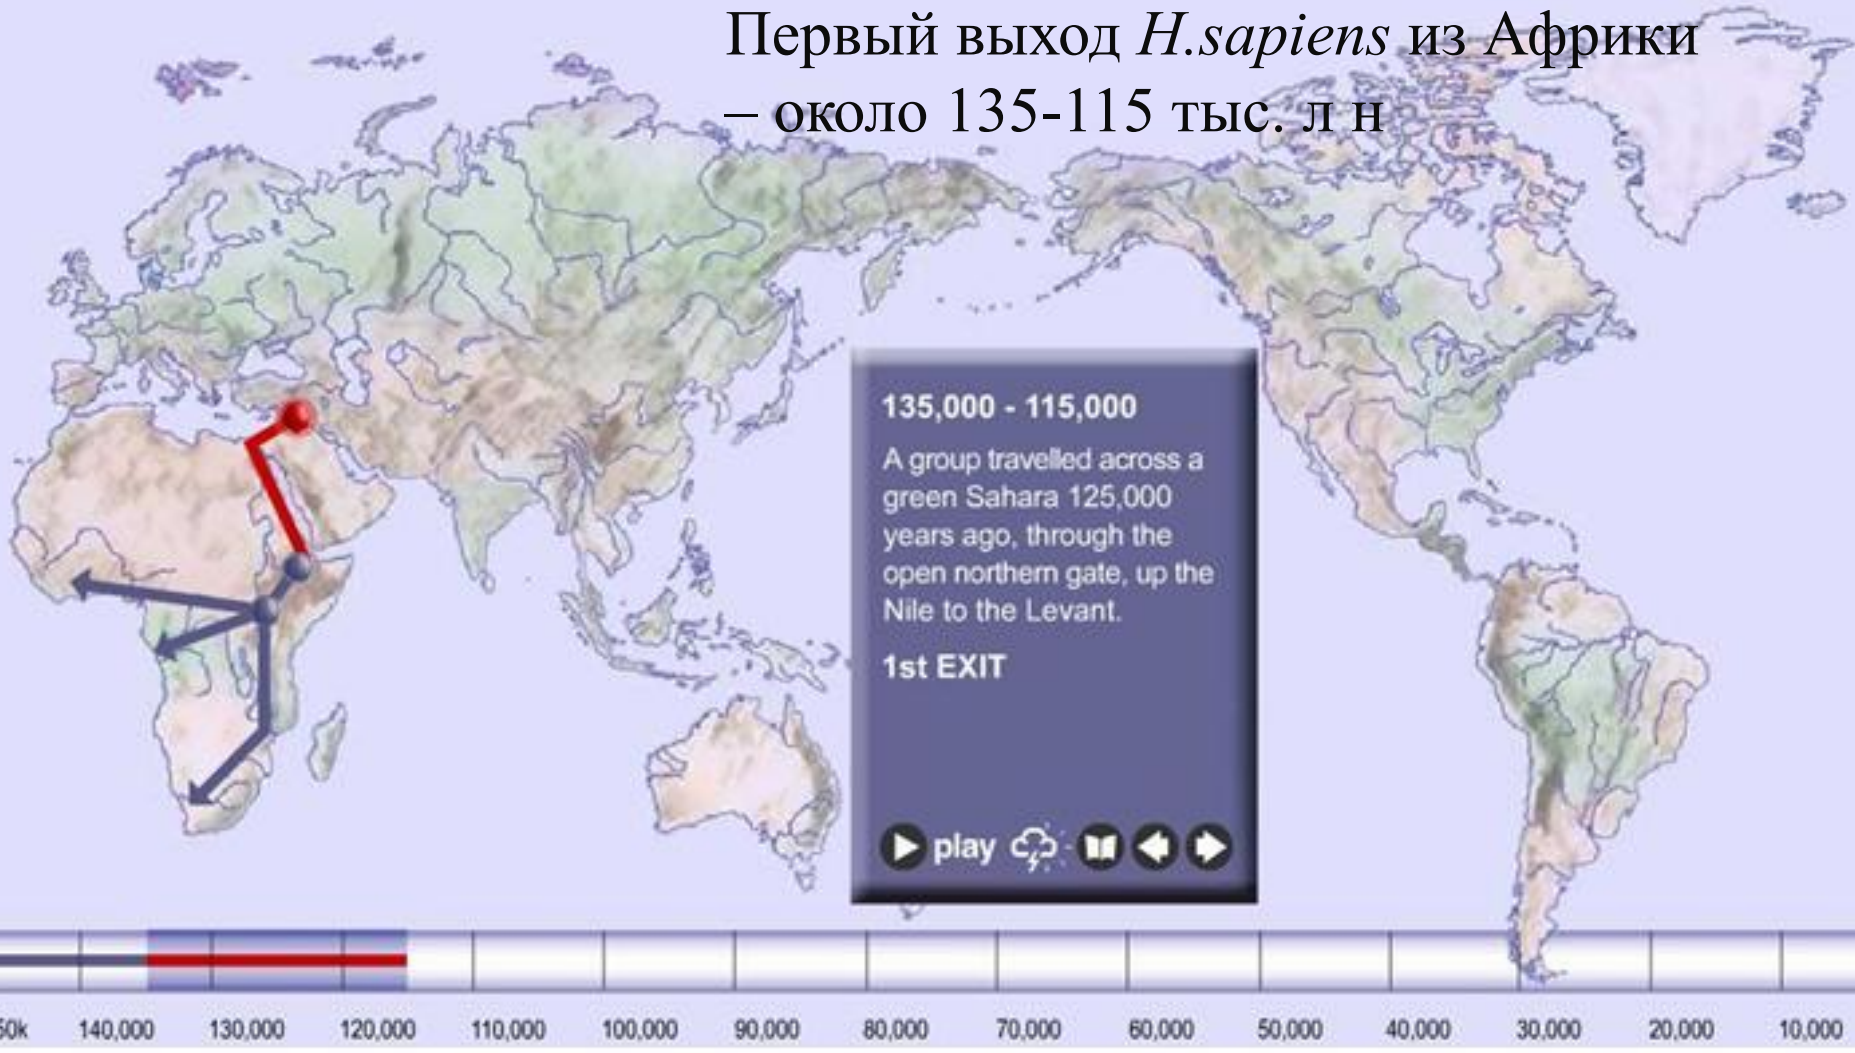 Первый выход H.sapiens из Африки
– около 135-115 тыс. л н
135,000 - 115,000
A group travelled across a
green Sahara 125,000
years ago, through the
open northern gate, up the
Nile to the Levant.
1st EXIT
play
50k 140,000 130,000 120,000 110,000 100,000 90,000 80,000 70,000 60,000 50,000 40,000 30,000 20,000 10,000